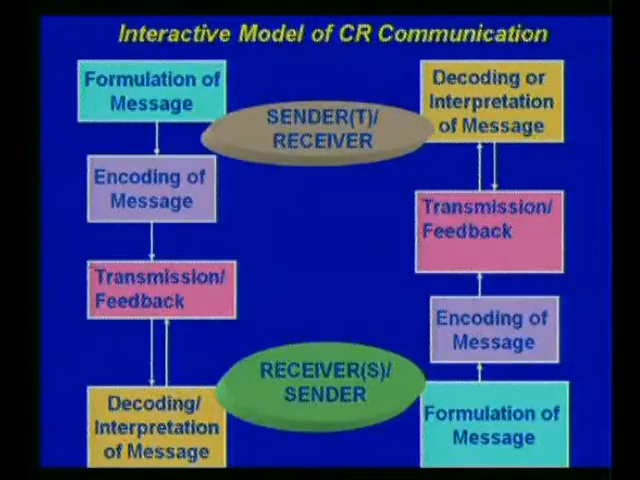 Interactive Model of CR Communication
Formulation of
Message
SENDER(T)/
RECEIVER
Decoding or
Interpretation
of Message
Encoding of
Message
Transmission/
Feedback
Transmission/
Feedback
Encoding of
Message
RECEIVER(S)/
SENDER
Decoding/
Interpretation
of Message
Formulation of
Message